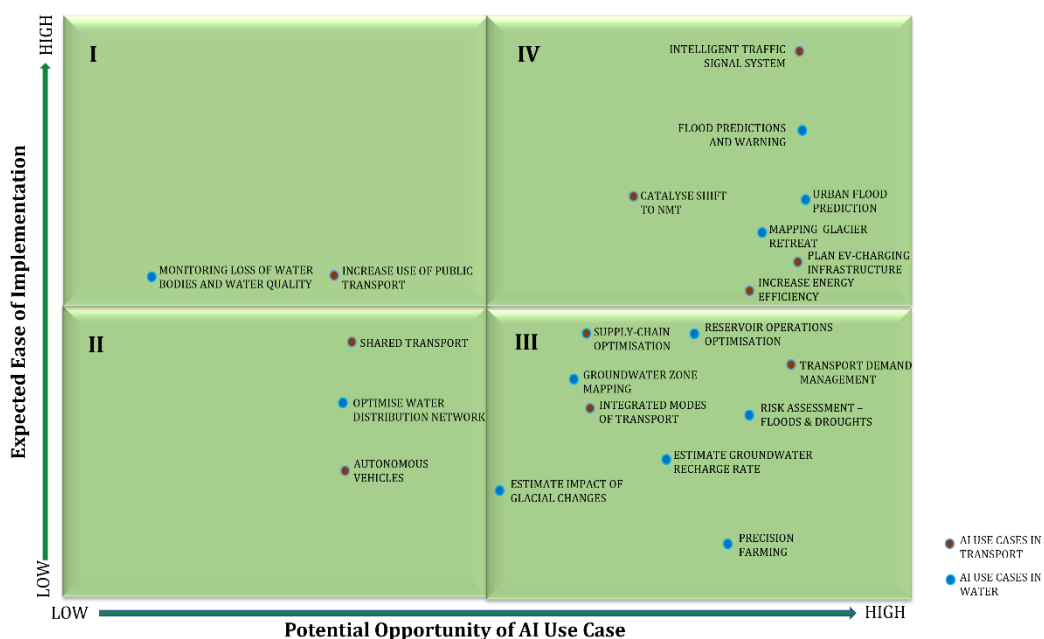 HIGH
Expected Ease of Implementation
LOW
I
MONITORING LOSS OF WATER
BODIES AND WATER QUALITY
INCREASE USE OF PUBLIC
TRANSPORT
IV
INTELLIGENT TRAFFIC
SIGNAL SYSTEM
FLOOD PREDICTIONS
AND WARNING
CATALYSE SHIFT
TO NMT
URBAN FLOOD
PREDICTION
MAPPING GLACIER
RETREAT
PLAN EV-CHARGING
INFRASTRUCTURE
INCREASE ENERGY
EFFICIENCY
II
SHARED TRANSPORT
OPTIMISE WATER
DISTRIBUTION NETWORK
AUTONOMOUS
VEHICLES
III
SUPPLY-CHAIN
OPTIMISATION
RESERVOIR OPERATIONS
OPTIMISATION
TRANSPORT DEMAND
MANAGEMENT
GROUNDWATER ZONE
MAPPING
INTEGRATED MODES
OF TRANSPORT
RISK ASSESSMENT –
FLOODS & DROUGHTS
ESTIMATE GROUNDWATER
RECHARGE RATE
ESTIMATE IMPACT OF
GLACIAL CHANGES
PRECISION
FARMING
AI USE CASES IN
TRANSPORT
AI USE CASES IN
WATER
LOW
HIGH
Potential Opportunity of AI Use Case